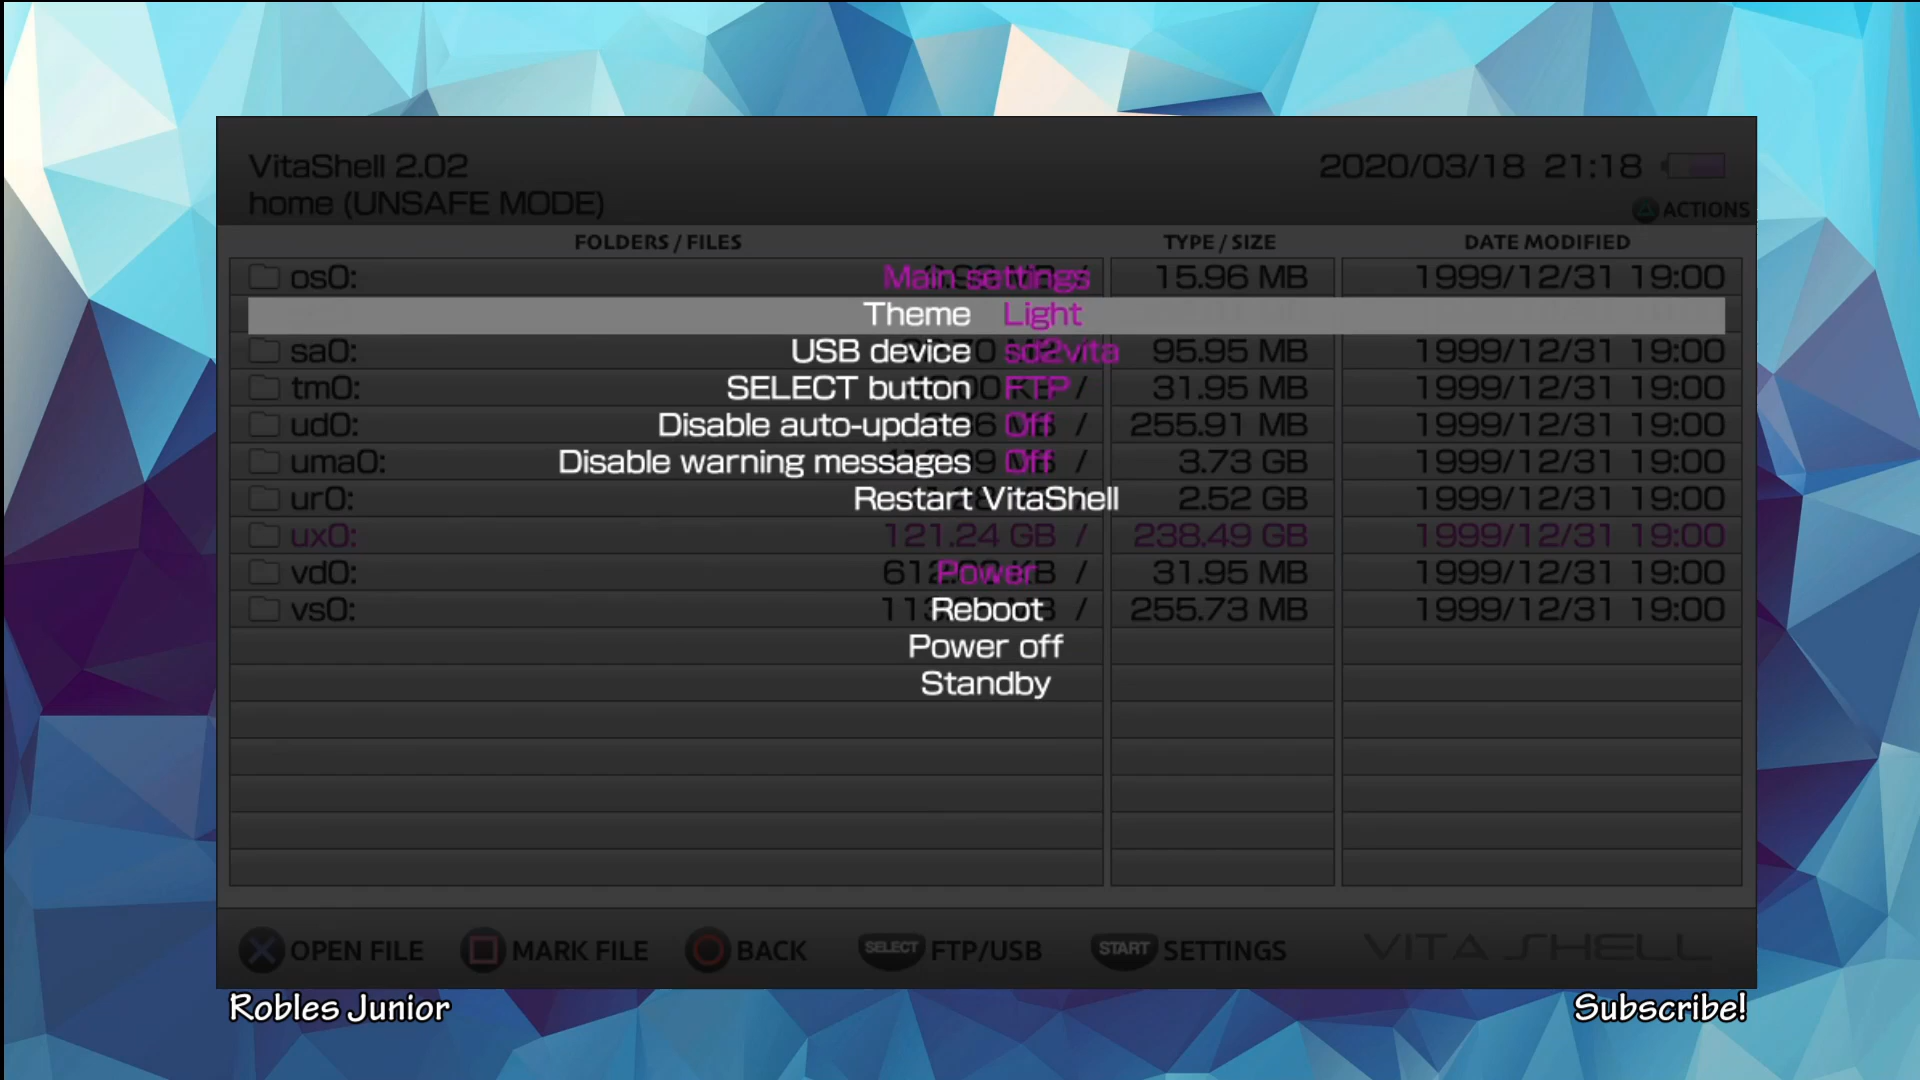 VitaShell 2.02
2020/03/18 21:18
home (UNSAFE MODE)
ACTIONS
FOLDERS / FILES TYPE / SIZE DATE MODIFIED
os0: Main settings / 15.96 MB 1999/12/31 19:00
Theme Light
sa0: USB device sd2vita 95.95 MB 1999/12/31 19:00
tm0: SELECT button FTP / 31.95 MB 1999/12/31 19:00
ud0: Disable auto-update Off / 255.91 MB 1999/12/31 19:00
uma0: Disable warning messages Off / 3.73 GB 1999/12/31 19:00
ur0: Restart VitaShell 2.52 GB 1999/12/31 19:00
ux0: 121.24 GB / 238.49 GB 1999/12/31 19:00
vd0: Power / 31.95 MB 1999/12/31 19:00
vs0: Reboot / 255.73 MB 1999/12/31 19:00
Power off
Standby
OPEN FILE MARK FILE BACK SELECT FTP/USB START SETTINGS VITA SHELL
Robles Junior Subscribe!